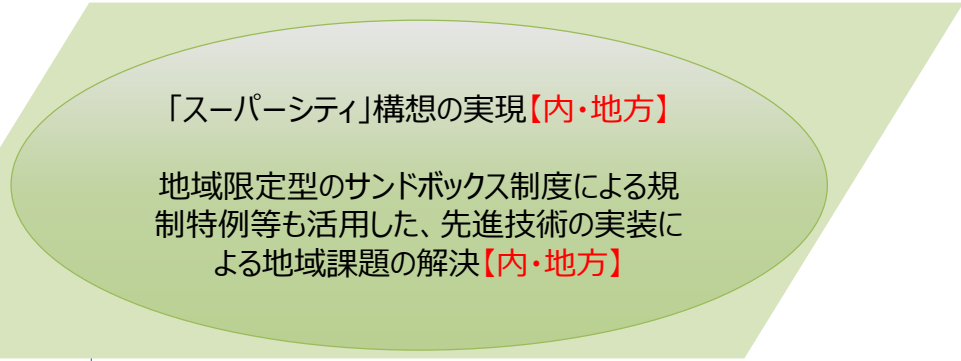 「スーパーシティ」構想の実現【内・地方】
地域限定型のサンドボックス制度による規
制特例等も活用した、先進技術の実装に
よる地域課題の解決【内・地方】